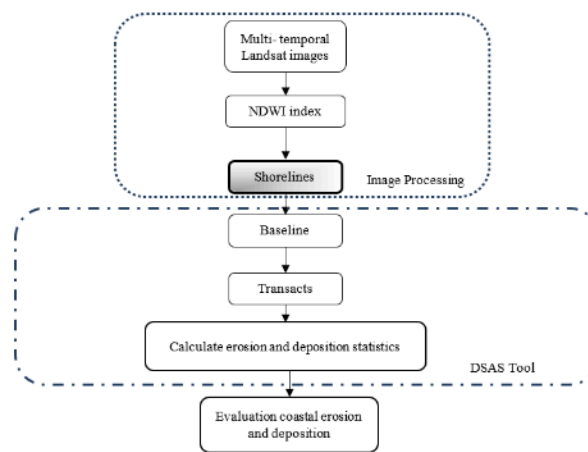 Multi- temporal
Landsat images
NDWI index
Shorelines
Image Processing
Baseline
Transacts
Calculate erosion and deposition statistics
DSAS Tool
Evaluation coastal erosion
and deposition